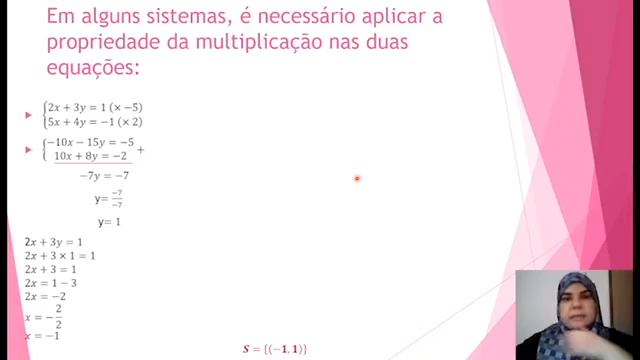 Em alguns sistemas, é necessário aplicar a
propriedade da multiplicação nas duas
equações:
2x + 3y = 1 (× −5)
5x + 4y = −1 (× 2)
−10x − 15y = −5
10x + 8y = −2 +
-7y = −7
y= −7/−7
y= 1
2x + 3y = 1
2x + 3 × 1 = 1
2x + 3 = 1
2x = 1 − 3
2x = −2
x = − 2/2
x = −1
S = {(−1, 1)}